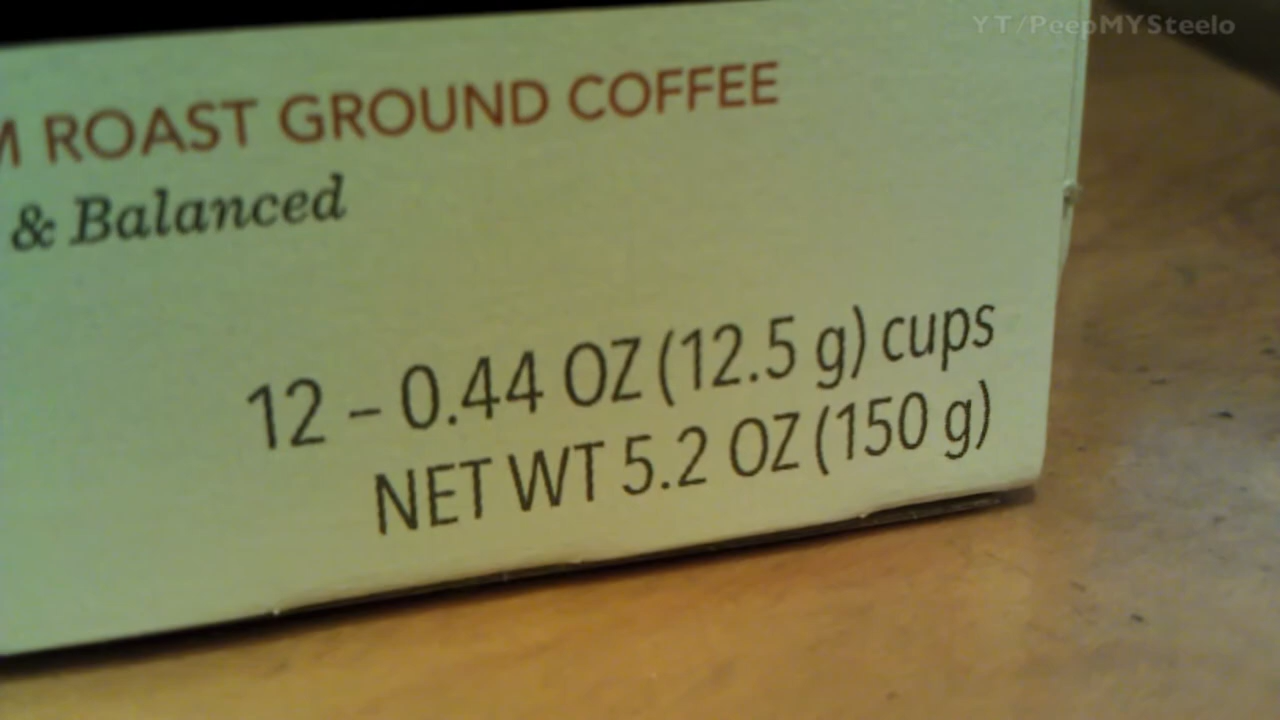 YT/PeepMYSteelo
M ROAST GROUND COFFEE
& Balanced
12 – 0.44 OZ (12.5 g) cups
NET WT 5.2 OZ (150 g)